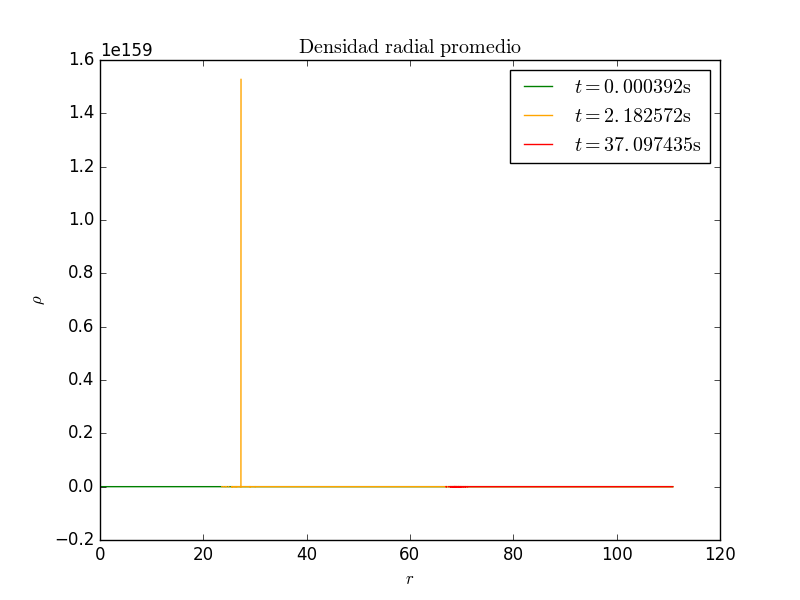 Densidad radial promedio
1e159
1.6
1.4
1.2
1.0
0.8
0.6
0.4
0.2
0.0
−0.2
ρ
t = 0.000392s
t = 2.182572s
t = 37.097435s
0 20 40 60 80 100 120
r